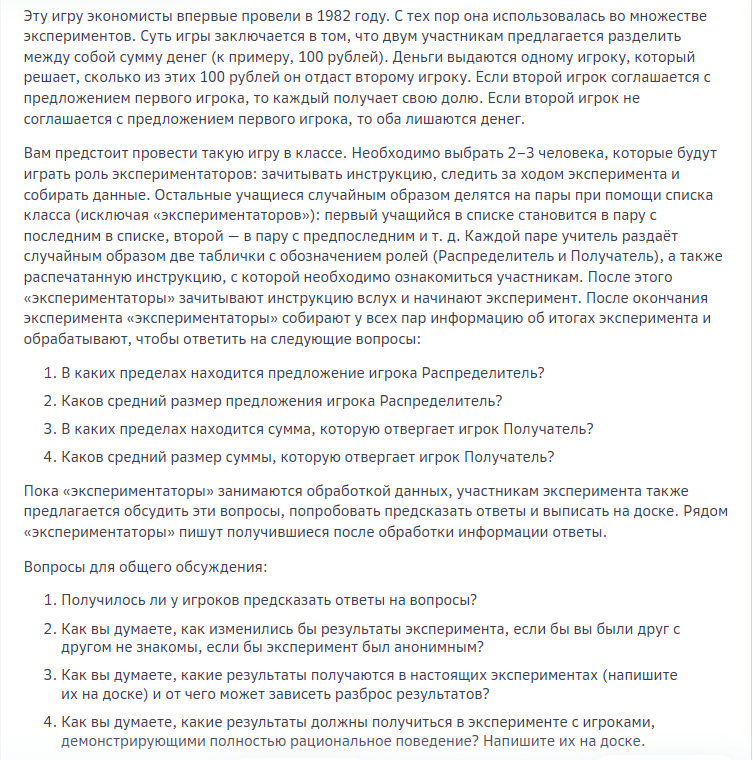 Эту игру экономисты впервые провели в 1982 году. С тех пор она использовалась во множестве
экспериментов. Суть игры заключается в том, что двум участникам предлагается разделить
между собой сумму денег (к примеру, 100 рублей). Деньги выдаются одному игроку, который
решает, сколько из этих 100 рублей он отдаст второму игроку. Если второй игрок соглашается с
предложением первого игрока, то каждый получает свою долю. Если второй игрок не
соглашается с предложением первого игрока, то оба лишаются денег.
Вам предстоит провести такую игру в классе. Необходимо выбрать 2–3 человека, которые будут
играть роль экспериментаторов: зачитывать инструкцию, следить за ходом эксперимента и
собирать данные. Остальные учащиеся случайным образом делятся на пары при помощи списка
класса (исключая «экспериментаторов»): первый учащийся в списке становится в пару с
последним в списке, второй — в пару с предпоследним и т. д. Каждой паре учитель раздаёт
случайным образом две таблички с обозначением ролей (Распределитель и Получатель), а также
распечатанную инструкцию, с которой необходимо ознакомиться участникам. После этого
«экспериментаторы» зачитывают инструкцию вслух и начинают эксперимент. После окончания
эксперимента «экспериментаторы» собирают у всех пар информацию об итогах эксперимента и
обрабатывают, чтобы ответить на следующие вопросы:
1. В каких пределах находится предложение игрока Распределитель?
2. Каков средний размер предложения игрока Распределитель?
3. В каких пределах находится сумма, которую отвергает игрок Получатель?
4. Каков средний размер суммы, которую отвергает игрок Получатель?
Пока «экспериментаторы» занимаются обработкой данных, участникам эксперимента также
предлагается обсудить эти вопросы, попробовать предсказать ответы и выписать на доске. Рядом
«экспериментаторы» пишут получившиеся после обработки информации ответы.
Вопросы для общего обсуждения:
1. Получилось ли у игроков предсказать ответы на вопросы?
2. Как вы думаете, как изменились бы результаты эксперимента, если бы вы были друг с
другом не знакомы, если бы эксперимент был анонимным?
3. Как вы думаете, какие результаты получаются в настоящих экспериментах (напишите
их на доске) и от чего может зависеть разброс результатов?
4. Как вы думаете, какие результаты должны получиться в эксперименте с игроками,
демонстрирующими полностью рациональное поведение? Напишите их на доске.